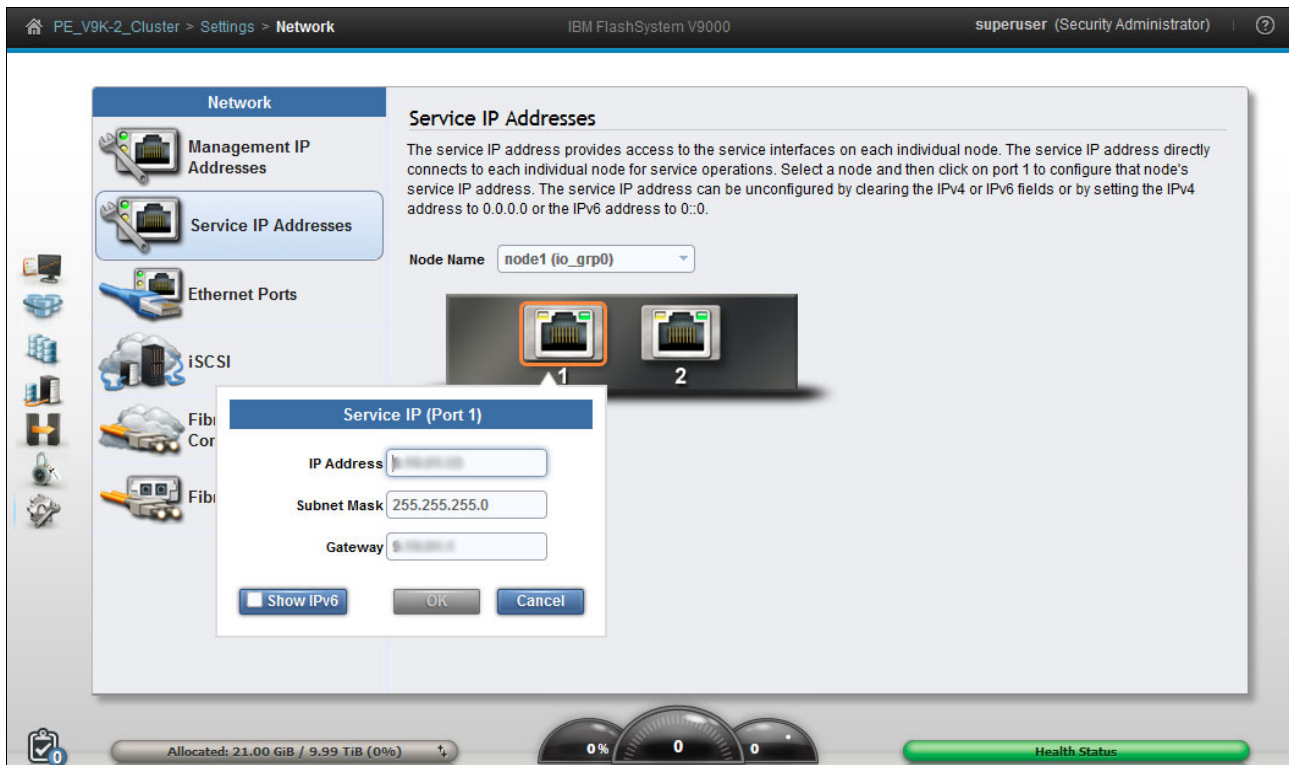 PE_V9K-2_Cluster > Settings > Network
IBM FlashSystem V9000
superuser (Security Administrator)
?
Network
Management IP
Addresses
Service IP Addresses
Ethernet Ports
iSCSI
Service IP Addresses
The service IP address provides access to the service interfaces on each individual node. The service IP address directly
connects to each individual node for service operations. Select a node and then click on port 1 to configure that node's
service IP address. The service IP address can be unconfigured by clearing the IPv4 or IPv6 fields or by setting the IPv4
address to 0.0.0.0 or the IPv6 address to 0::0.
Node Name node1 (io_grp0)
1
2
Service IP (Port 1)
IP Address
Subnet Mask 255.255.255.0
Gateway
Show IPv6
OK
Cancel
0
Allocated: 21.00 GiB / 9.99 TiB (0%)
0%
0
0
Health Status